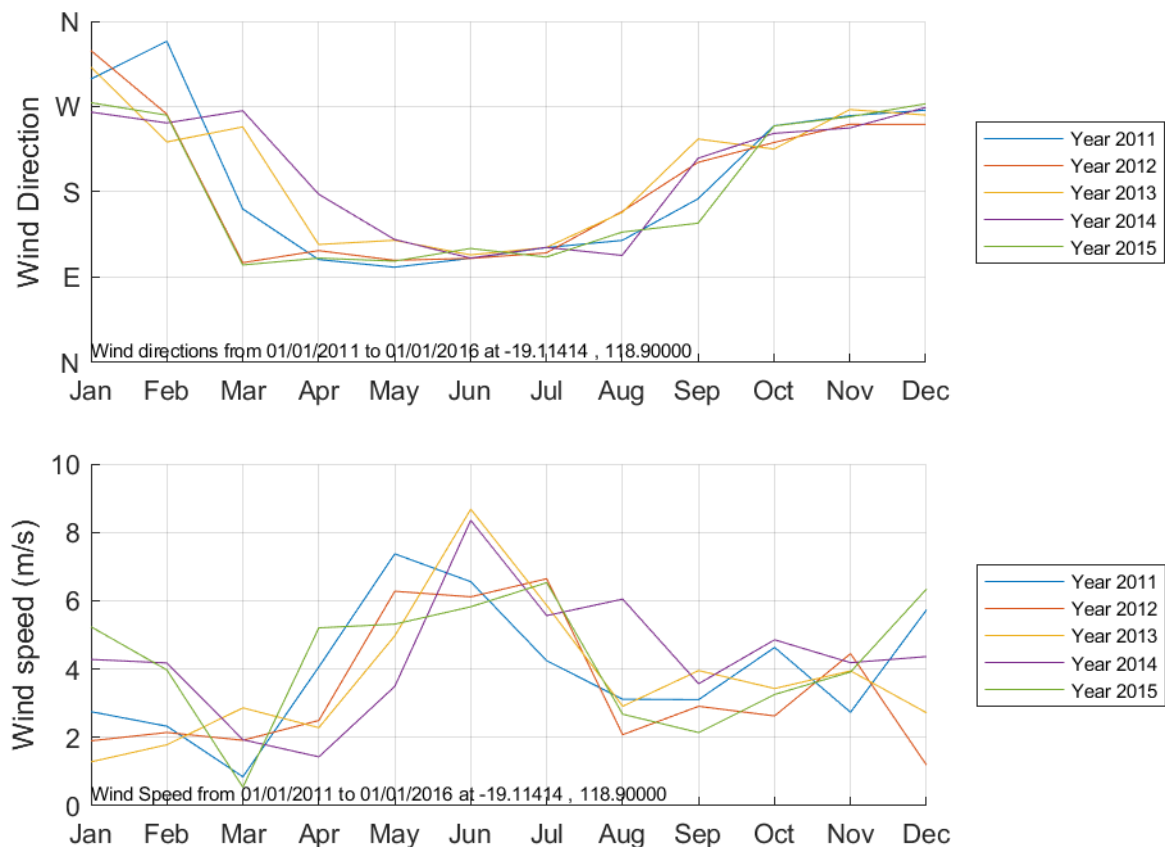 N
W
S
E
N
Wind Direction
Wind directions from 01/01/2011 to 01/01/2016 at -19.11414 , 118.90000
Jan Feb Mar Apr May Jun Jul Aug Sep Oct Nov Dec
Year 2011
Year 2012
Year 2013
Year 2014
Year 2015
10
8
6
4
2
0
Wind speed (m/s)
Wind Speed from 01/01/2011 to 01/01/2016 at -19.11414 , 118.90000
Jan Feb Mar Apr May Jun Jul Aug Sep Oct Nov Dec
Year 2011
Year 2012
Year 2013
Year 2014
Year 2015